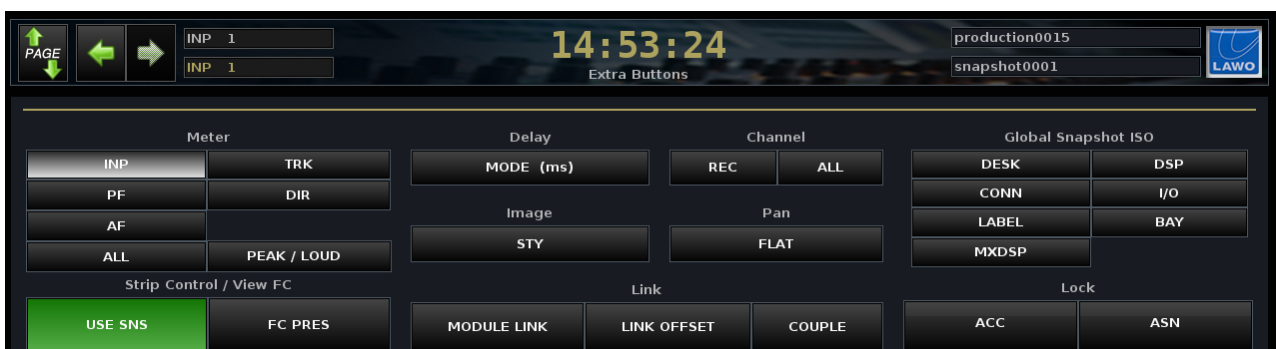 PAGE
INP 1
INP 1
14:53:24
Extra Buttons
production0015
snapshot0001
LAWO
Meter
INP TRK
PF DIR
AF
ALL PEAK / LOUD
Delay
MODE (ms)
Channel
REC ALL
Image
STY
Pan
FLAT
Global Snapshot ISO
DESK DSP
CONN I/O
LABEL BAY
MXDSP
Strip Control / View FC
USE SNS FC PRES
Link
MODULE LINK LINK OFFSET COUPLE
Lock
ACC ASN